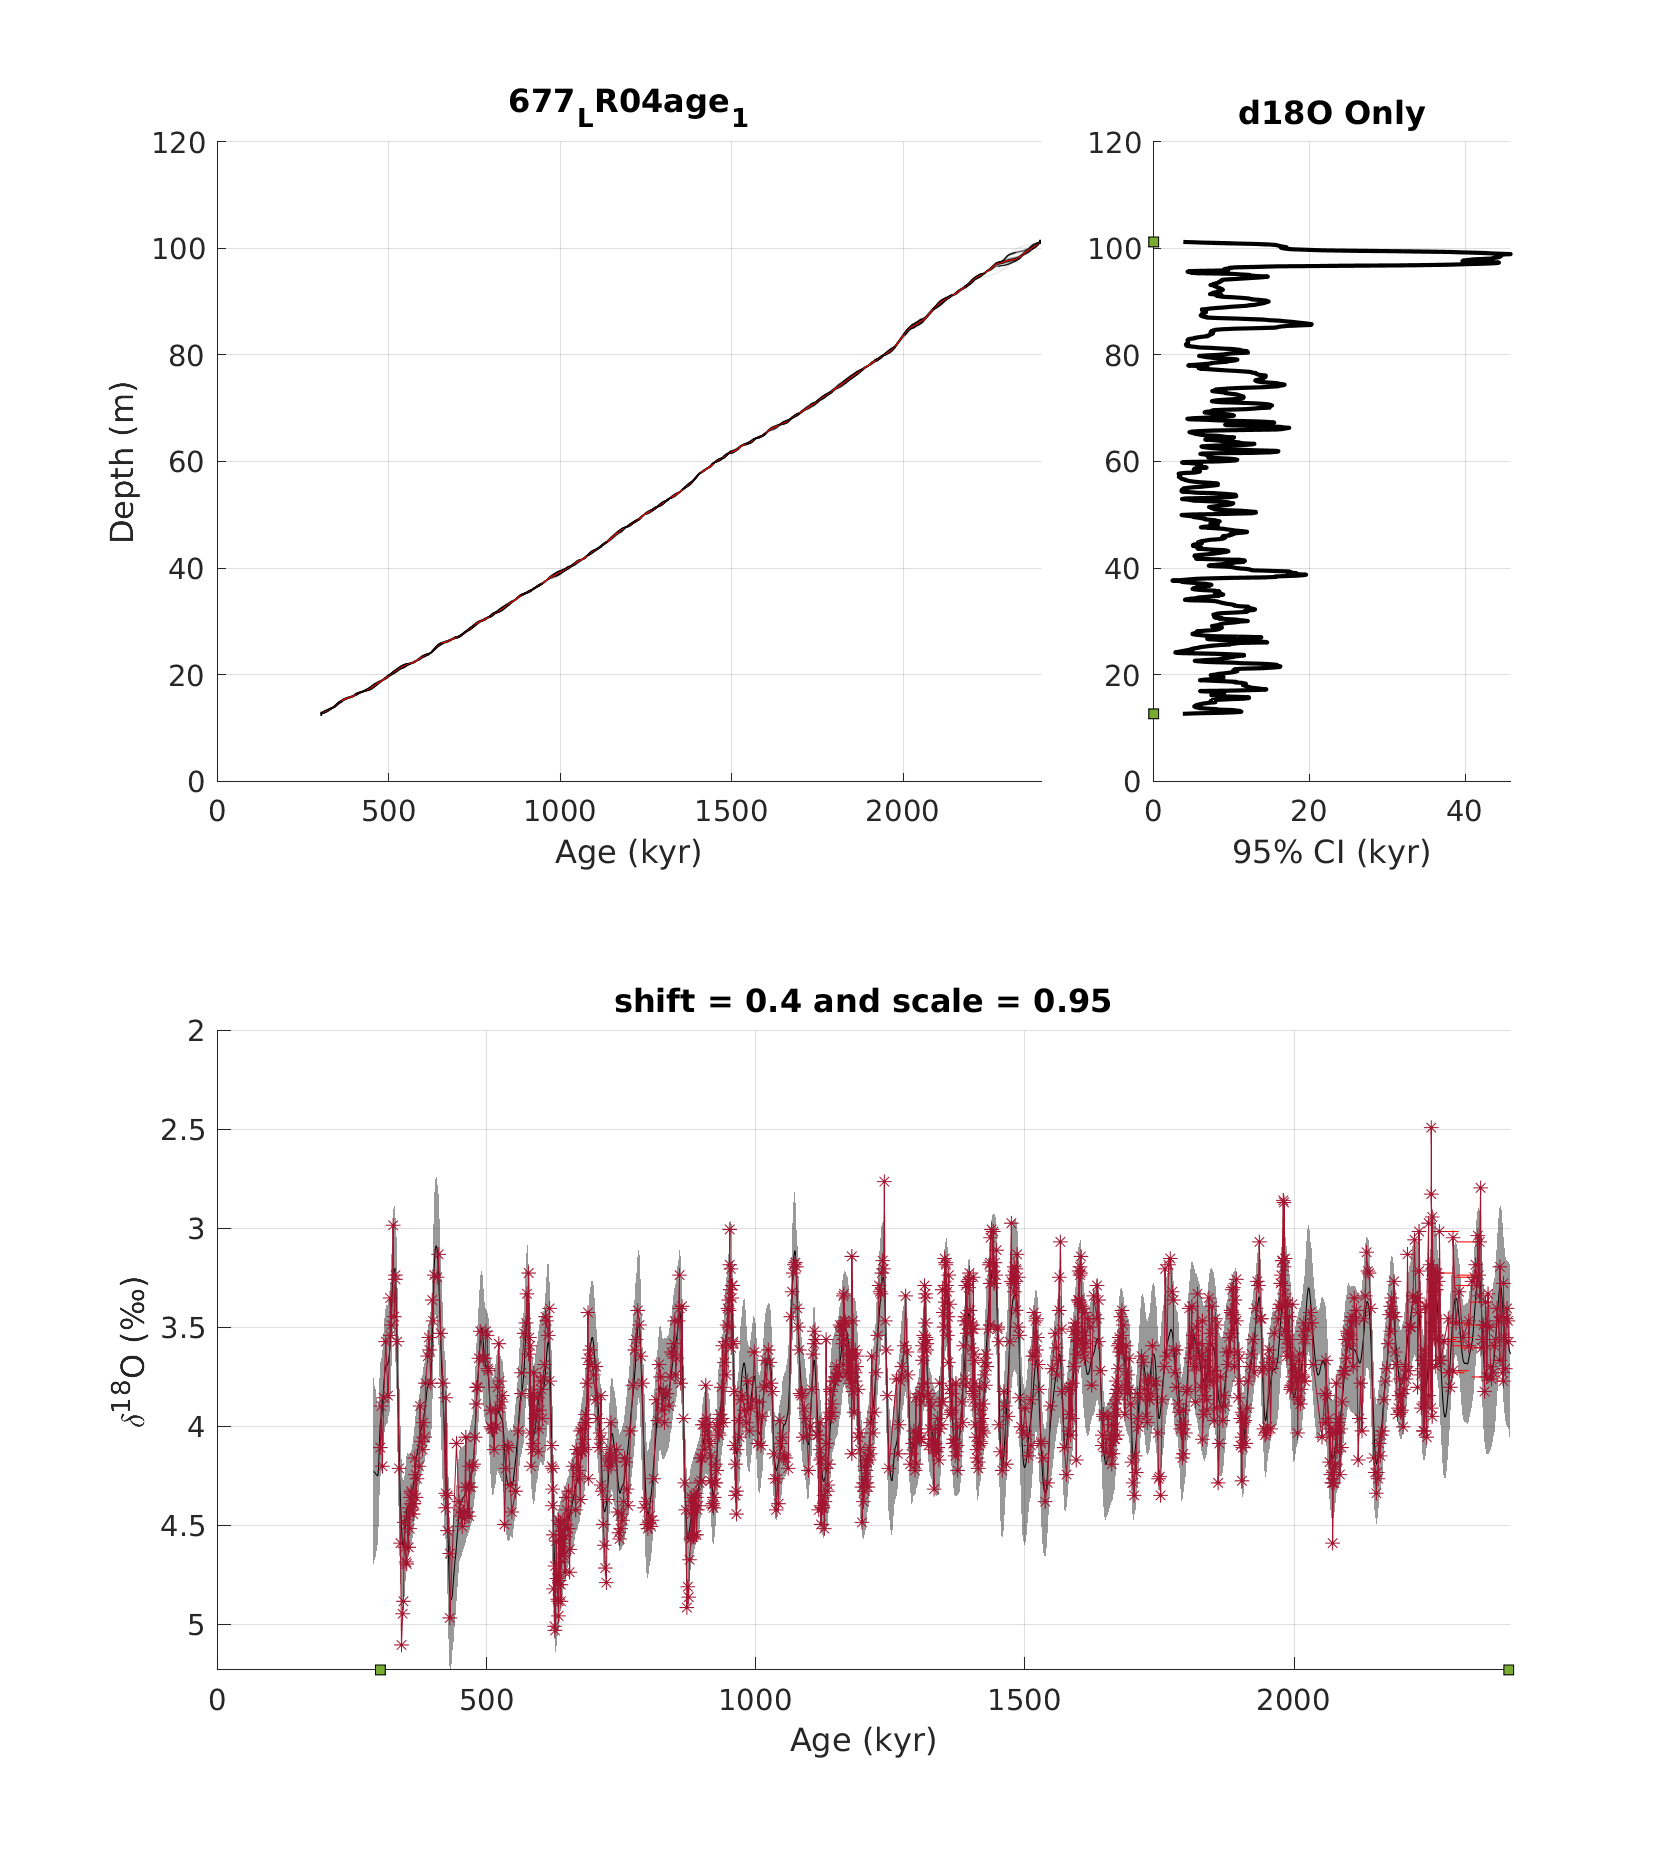 677LR04age1
d18O Only
120
100
80
60
40
20
0
Depth (m)
0 500 1000 1500 2000
Age (kyr)
120
100
80
60
40
20
0
0 20 40
95% CI (kyr)
shift = 0.4 and scale = 0.95
2
2.5
3
3.5
4
4.5
5
δ18O (‰)
0 500 1000 1500 2000
Age (kyr)